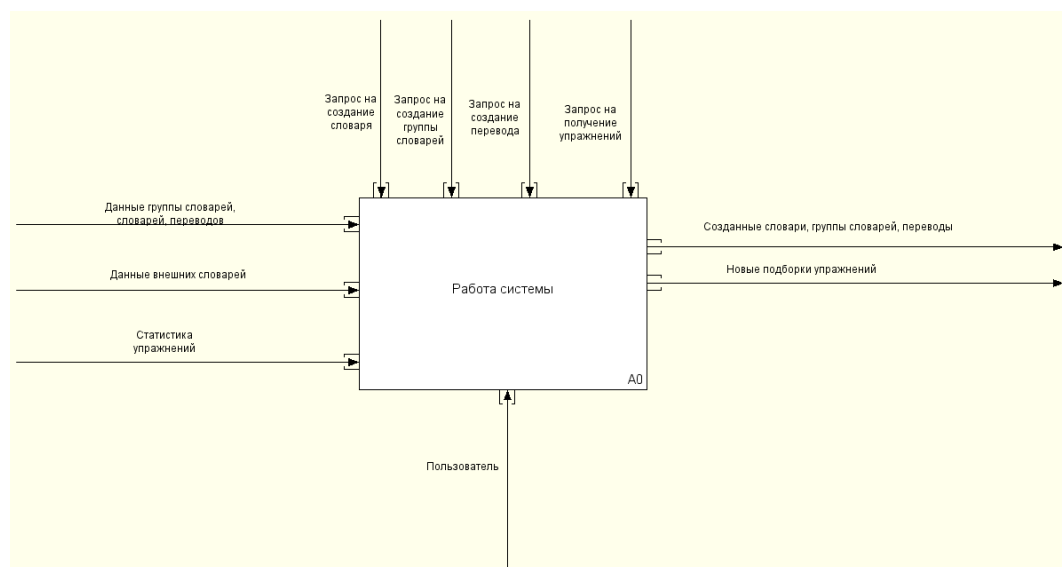 Запрос на
создание
словаря
Запрос на
создание
группы
словарей
Запрос на
создание
перевода
Запрос на
получение
упражнений
Данные группы словарей,
словарей, переводов
Данные внешних словарей
Статистика
упражнений
Работа системы
A0
Созданные словари, группы словарей, переводы
Новые подборки упражнений
Пользователь